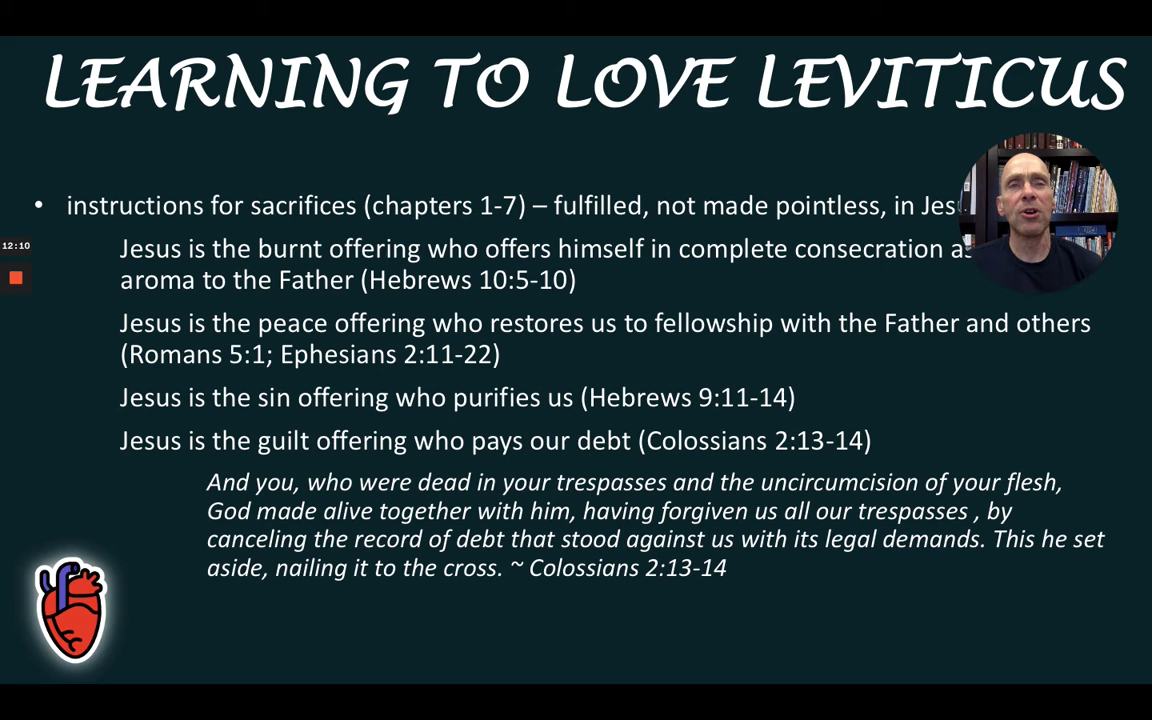 LEARNING TO LOVE LEVITICUS
• instructions for sacrifices (chapters 1-7) – fulfilled, not made pointless, in
Jesus is the burnt offering who offers himself in complete consecration
12:10
aroma to the Father (Hebrews 10:5-10)
Jesus is the peace offering who restores us to fellowship with the Father and others
(Romans 5:1; Ephesians 2:11-22)
Jesus is the sin offering who purifies us (Hebrews 9:11-14)
Jesus is the guilt offering who pays our debt (Colossians 2:13-14)
And you, who were dead in your trespasses and the uncircumcision of your flesh,
God made alive together with him, having forgiven us all our trespasses , by
canceling the record of debt that stood against us with its legal demands. This he set
aside, nailing it to the cross. ~ Colossians 2:13-14